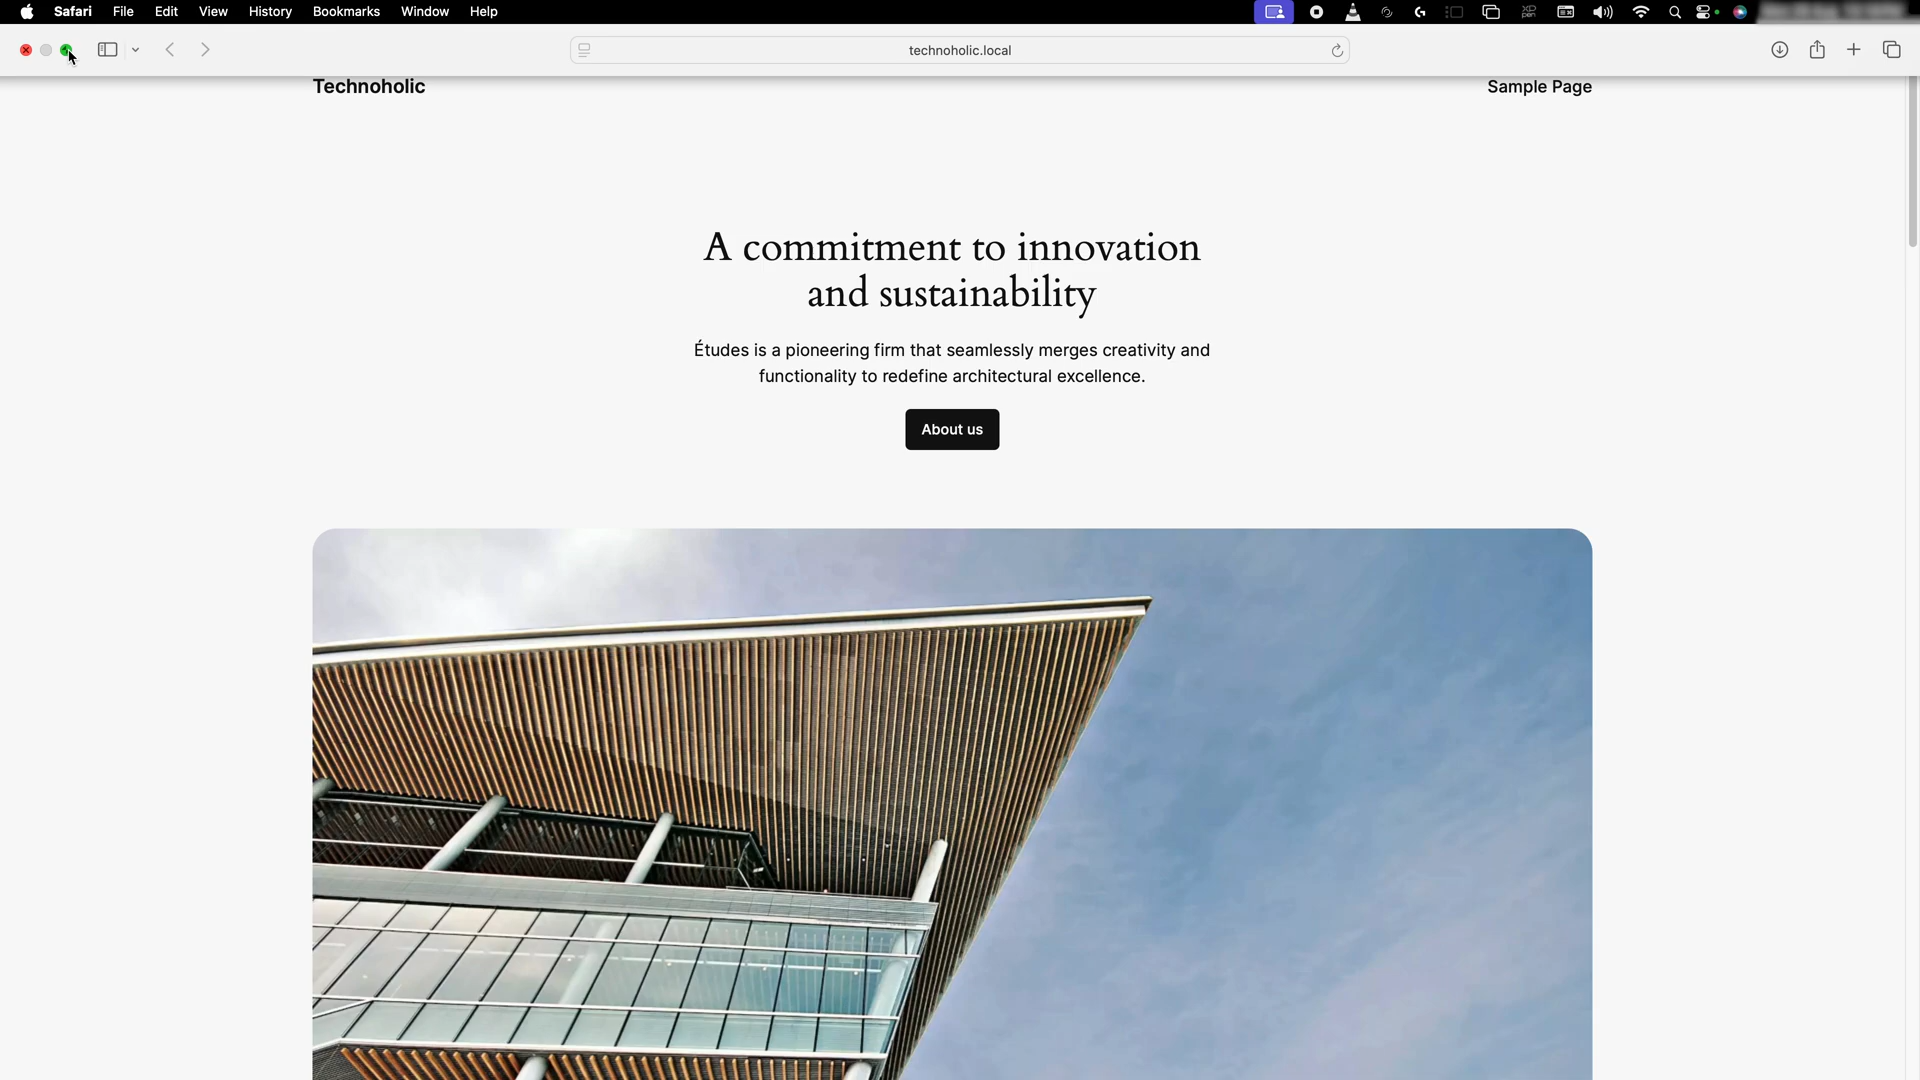 Safari File Edit View History Bookmarks Window Help
technoholic.local
Technoholic
Sample Page
A commitment to innovation
and sustainability
Études is a pioneering firm that seamlessly merges creativity and
functionality to redefine architectural excellence.
About us